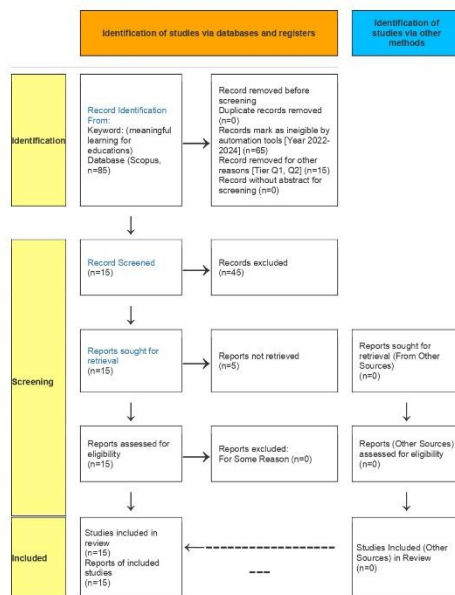 Identification of studies via databases and registers
Identification
of studies via other
methods
Identification
Record Identification
From:
Keyword: (meaningful
learning for
educations)
Database (Scopus,
n=85)
Record removed before
screening
Duplicate records removed
(n=0)
Records mark as ineigible by
automation tools [Year 2022-
2024] (n=65)
Record removed for other
reasons [Tier Q1, Q2] (n=15)
Record without abstract for
screening (n=0)
Screening
Record Screened
(n=15)
Records excluded
(n=45)
Reports sought for
retrieval
(n=15)
Reports not retrieved
(n=5)
Reports sought for
retrieval (From Other
Sources)
(n=0)
Reports assessed for
eligibility
(n=15)
Reports excluded:
For Some Reason (n=0)
Reports (Other Sources)
assessed for eligibility
(n=0)
Included
Studies included in
review
(n=15)
Reports of included
studies
(n=15)
Studies Included (Other
Sources) in Review
(n=0)